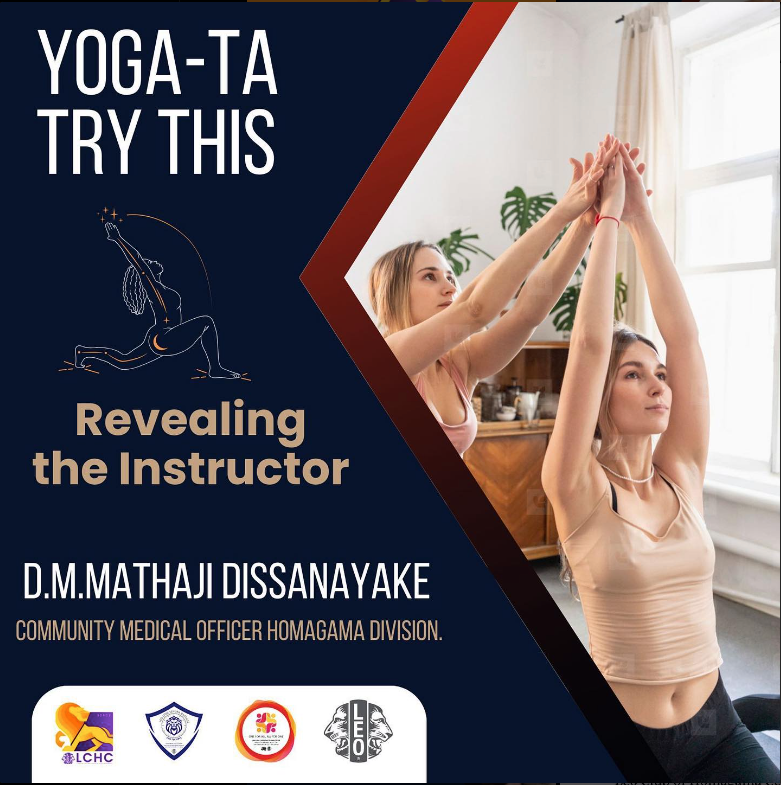 YOGA-TA
TRY THIS
Revealing
the Instructor
D.M.MATHAJI DISSANAYAKE
COMMUNITY MEDICAL OFFICER HOMAGAMA DIVISION.
LCHC
LEO